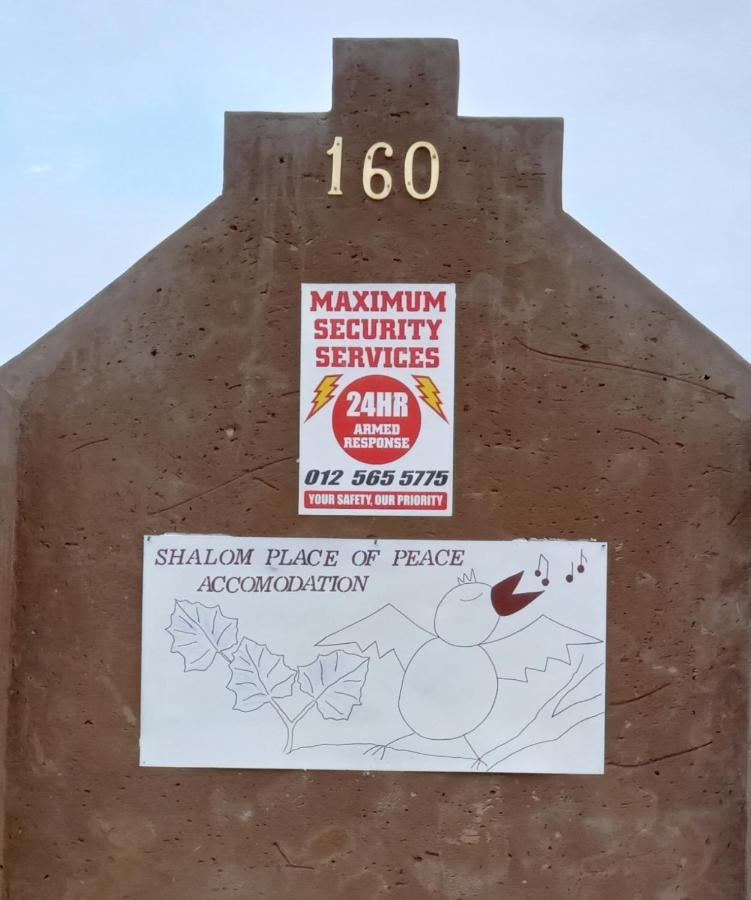 160
MAXIMUM
SECURITY
SERVICES
24HR
ARMED
RESPONSE
012 565 5775
YOUR SAFETY, OUR PRIORITY
SHALOM PLACE OF PEACE
ACCOMODATION